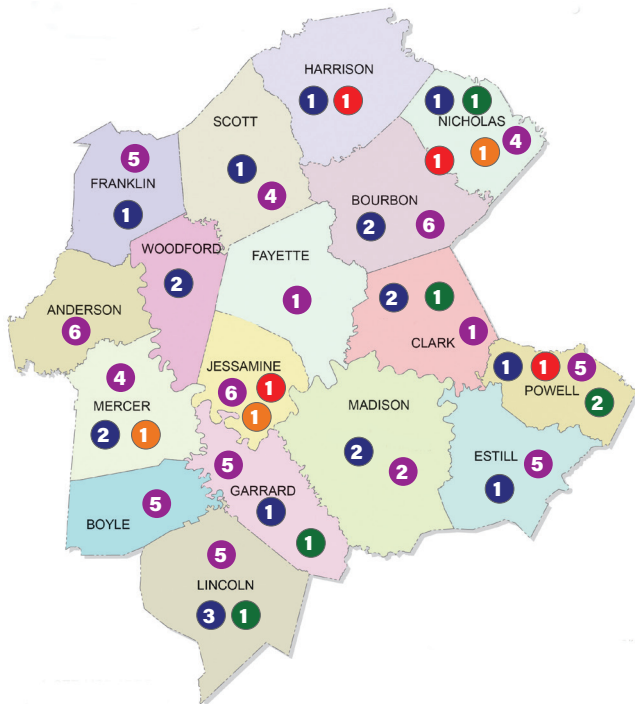 HARRISON
1 1
1 1
NICHOLAS
4
1
1
SCOTT
1
4
5
FRANKLIN
1
BOURBON
2 6
WOODFORD
2
FAYETTE
1
2 1
1
CLARK
ANDERSON
6
4
MERCER
2 1
JESSAMINE
6 1
1
1 1 5
POWELL
2
MADISON
2
2
ESTILL
5
1
5
GARRARD
1
1
5
BOYLE
5
LINCOLN
3 1